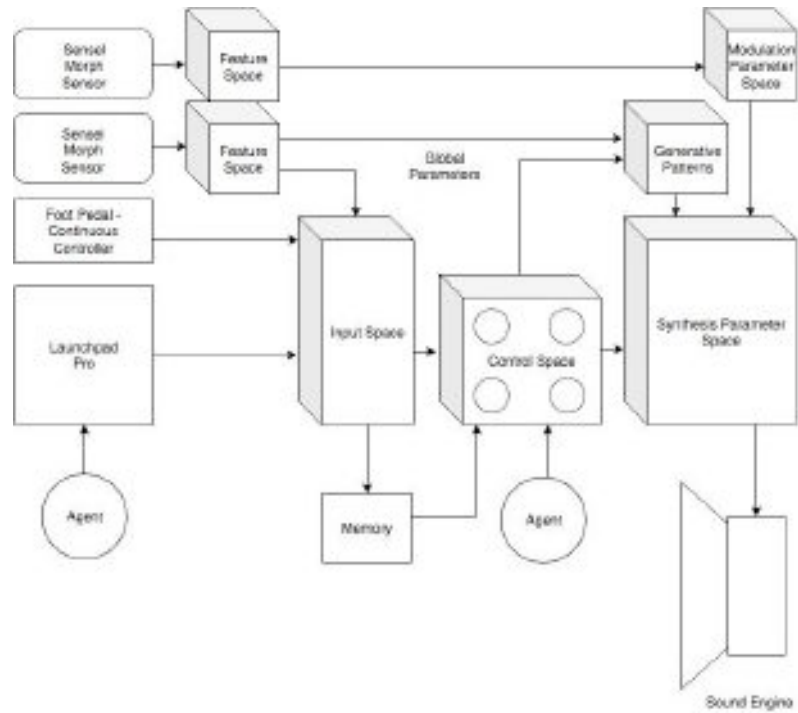 Sensel
Morph
Sensor
Feature
Space
Modulation
Parameter
Space
Sensel
Morph
Sensor
Feature
Space
Global
Parameters
Generative
Patterns
Foot Pedal -
Continuous
Controller
Launchpad
Pro
Input Space
Control Space
Synthesis Parameter
Space
Agent
Memory
Agent
Sound Engine